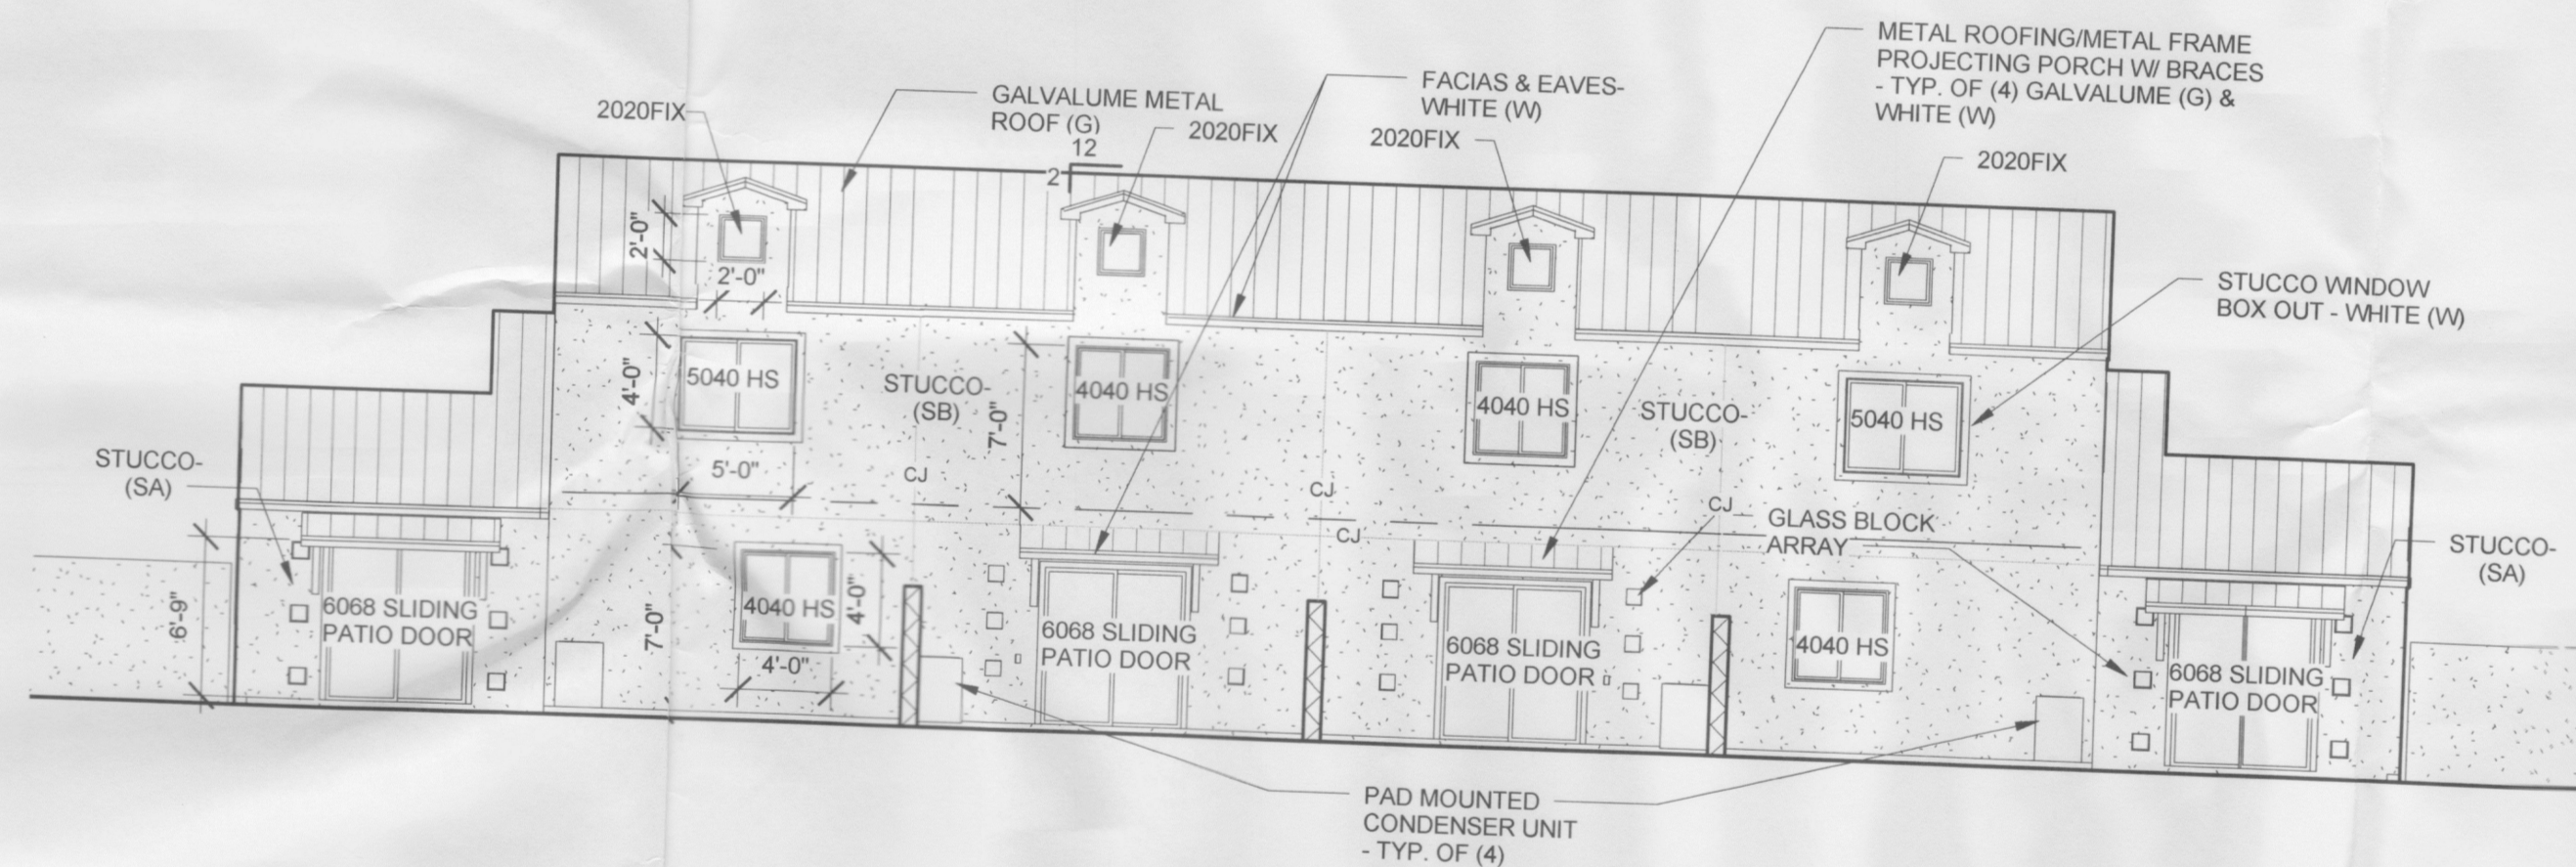 METAL ROOFING/METAL FRAME
PROJECTING PORCH W/ BRACES
- TYP. OF (4) GALVALUME (G) &
WHITE (W)
FACIAS & EAVES-
WHITE (W)
GALVALUME METAL
ROOF (G)
12
2
2020FIX
2020FIX
2020FIX
2020FIX
2'-0"
2'-0"
STUCCO WINDOW
BOX OUT - WHITE (W)
4'-0"
5040 HS
STUCCO-
(SB)
7'-0"
4040 HS
4040 HS
STUCCO-
(SB)
5040 HS
5'-0"
CJ
CJ
CJ
CJ
STUCCO-
(SA)
GLASS BLOCK
ARRAY
STUCCO-
(SA)
6'-9"
6068 SLIDING
PATIO DOOR
7'-0"
4040 HS
4'-0"
4'-0"
6068 SLIDING
PATIO DOOR
6068 SLIDING
PATIO DOOR
4040 HS
6068 SLIDING
PATIO DOOR
PAD MOUNTED
CONDENSER UNIT
- TYP. OF (4)